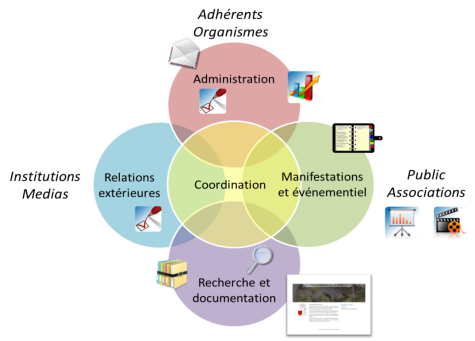 Adhérents
Organismes
Administration
Institutions
Medias
Relations
extérieures
Coordination
Manifestations
et événementiel
Public
Associations
Recherche et
documentation